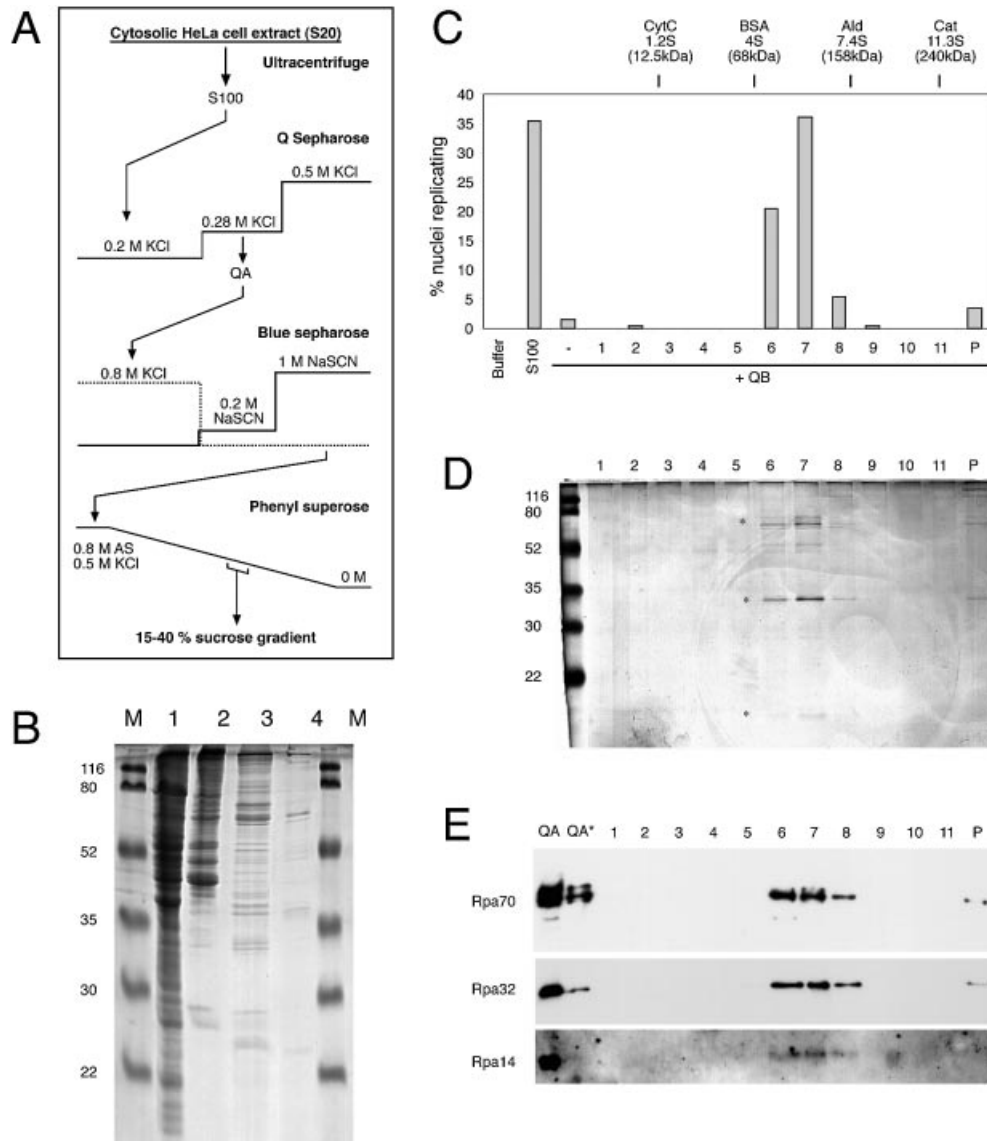 A
Cytosolic HeLa cell extract (S20)
Ultracentrifuge
S100
Q Sepharose
0.5 M KCl
0.28 M KCl
0.2 M KCl
QA
Blue sepharose
1 M NaSCN
0.8 M KCl
0.2 M
NaSCN
Phenyl superose
0.8 M AS
0.5 M KCl
0 M
15-40 % sucrose gradient
B
M 1 2 3 4 M
116
80
52
35
30
22
C
CytC BSA Ald Cat
1.2S 4S 7.4S 11.3S
(12.5kDa) (68kDa) (158kDa) (240kDa)
% nuclei replicating
40
35
30
25
20
15
10
5
0
Buffer S100 - 1 2 3 4 5 6 7 8 9 10 11 P
+ QB
D
1 2 3 4 5 6 7 8 9 10 11 P
116
80
52
35
30
22
E
QA QA* 1 2 3 4 5 6 7 8 9 10 11 P
Rpa70
Rpa32
Rpa14